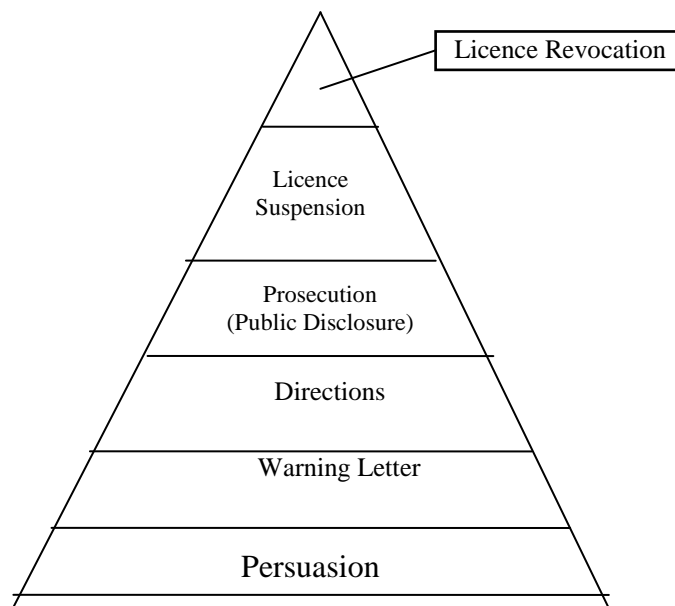 Licence Revocation
Licence
Suspension
Prosecution
(Public Disclosure)
Directions
Warning Letter
Persuasion